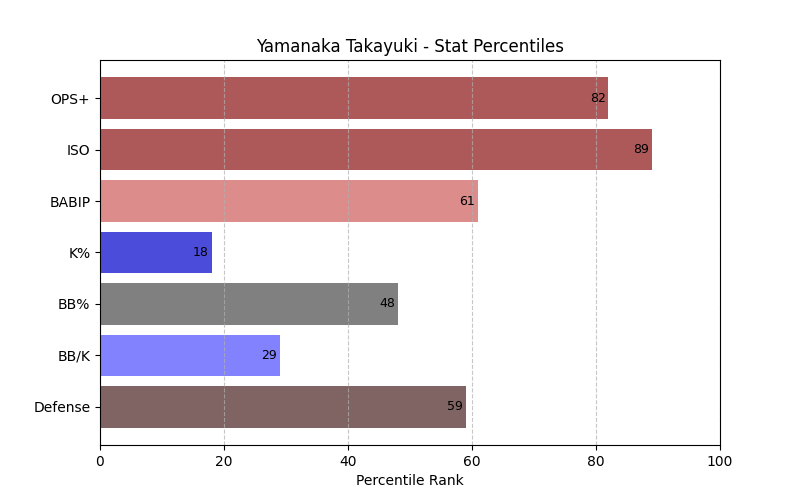 Yamanaka Takayuki - Stat Percentiles
OPS+ 82
ISO 89
BABIP 61
K% 18
BB% 48
BB/K 29
Defense 59
0 20 40 60 80 100
Percentile Rank